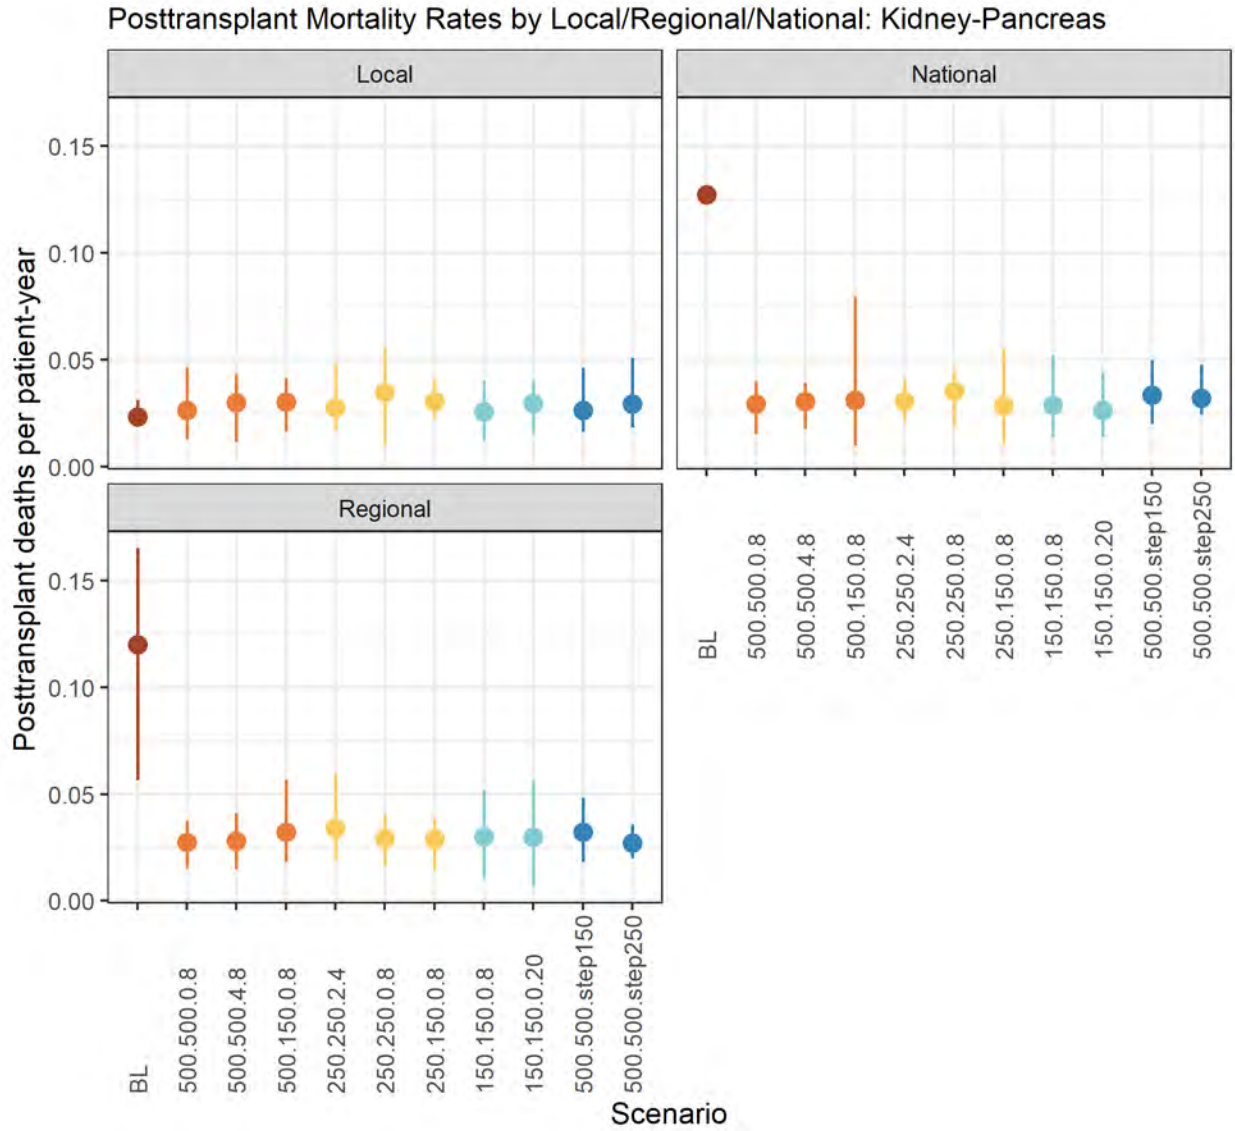 Posttransplant Mortality Rates by Local/Regional/National: Kidney-Pancreas
Local
National
Posttransplant deaths per patient-year
0.15
0.10
0.05
0.00
Regional
0.15
0.10
0.05
0.00
BL
500.500.0.8
500.500.4.8
500.150.0.8
250.250.2.4
250.250.0.8
250.150.0.8
150.150.0.8
150.150.0.20
500.500.step150
500.500.step250
BL
500.500.0.8
500.500.4.8
500.150.0.8
250.250.2.4
250.250.0.8
250.150.0.8
150.150.0.8
150.150.0.20
500.500.step150
500.500.step250
Scenario